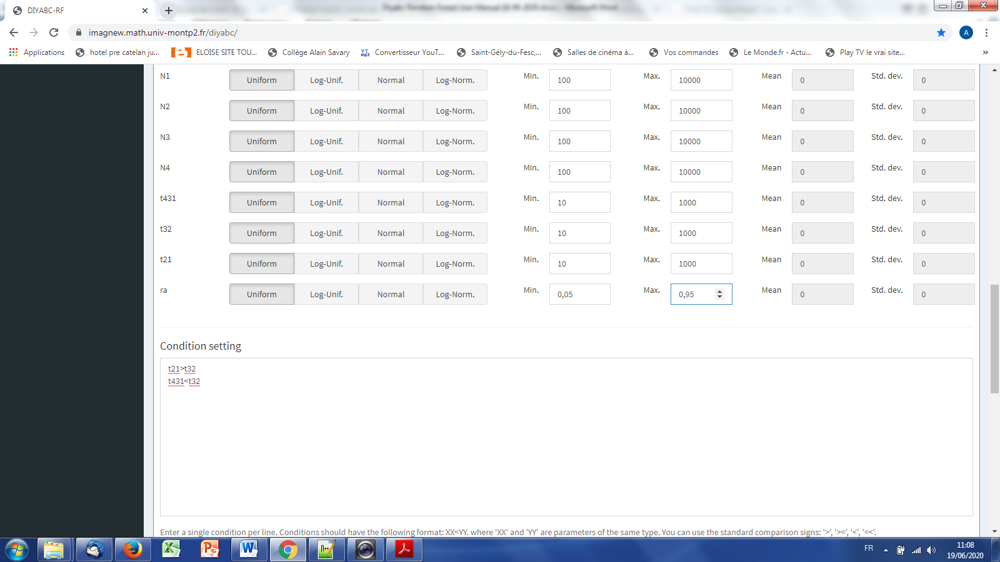 DIYABC-RF
Diyabc Random Forest User Manual
Microsoft Word
imagnew.math.univ-montp2.fr/diyabc/
A
Applications hotel pre catelan ju... ELOISE SITE TOU... Collège Alain Savary YT mp3 Convertisseur YouT... Saint-Gély-du-Fesc,... Salles de cinéma à... Vos commandes Le Monde.fr - Actu... Play TV le vrai site... »
N1 Uniform Log-Unif. Normal Log-Norm. Min. 100 Max. 10000 Mean 0 Std. dev. 0
N2 Uniform Log-Unif. Normal Log-Norm. Min. 100 Max. 10000 Mean 0 Std. dev. 0
N3 Uniform Log-Unif. Normal Log-Norm. Min. 100 Max. 10000 Mean 0 Std. dev. 0
N4 Uniform Log-Unif. Normal Log-Norm. Min. 100 Max. 10000 Mean 0 Std. dev. 0
t431 Uniform Log-Unif. Normal Log-Norm. Min. 10 Max. 1000 Mean 0 Std. dev. 0
t32 Uniform Log-Unif. Normal Log-Norm. Min. 10 Max. 1000 Mean 0 Std. dev. 0
t21 Uniform Log-Unif. Normal Log-Norm. Min. 10 Max. 1000 Mean 0 Std. dev. 0
ra Uniform Log-Unif. Normal Log-Norm. Min. 0,05 Max. 0,95 Mean 0 Std. dev. 0
Condition setting
t21>t32
t431<t32
Enter a single condition per line. Conditions should have the following format: XX<YY. where 'XX' and 'YY' are parameters of the same type. You can use the standard comparison signs: '>', '>=', '<', '=<'.
FR 11:08
19/06/2020